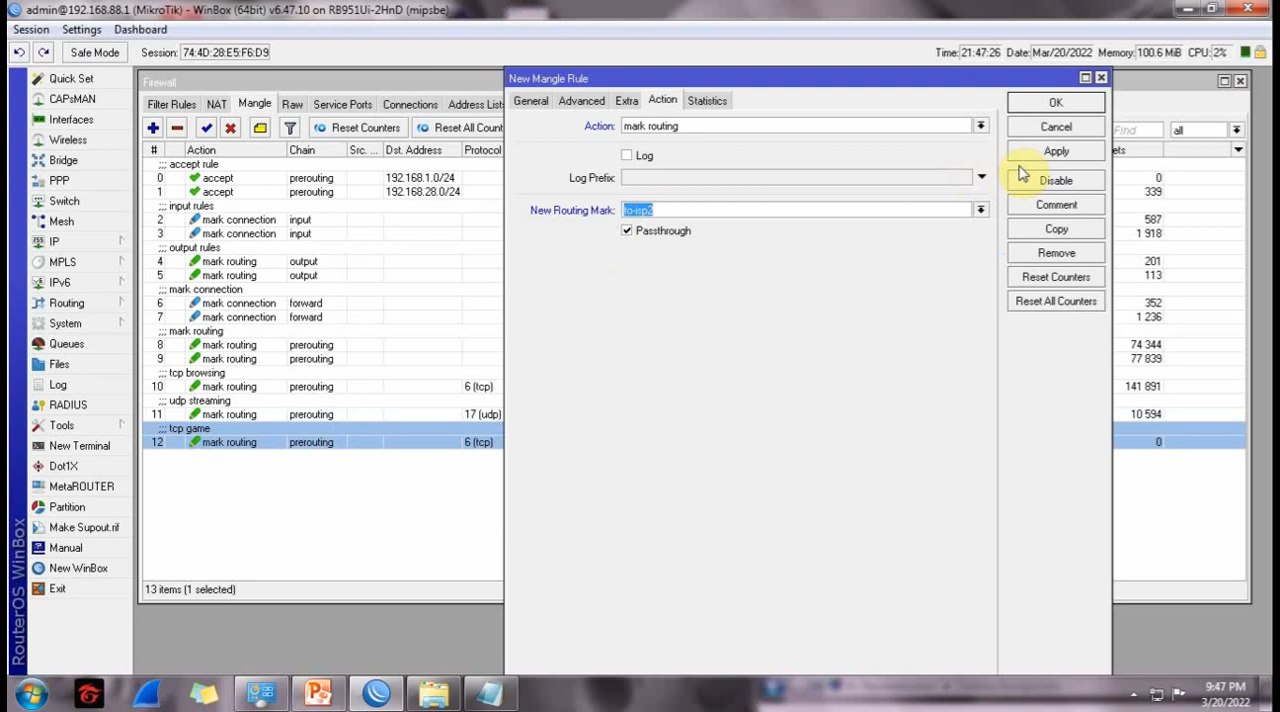 admin@192.168.88.1 (MikroTik) - WinBox (64bit) v6.47.10 on RB951Ui-2HnD (mipsbe)
Session Settings Dashboard
Safe Mode Session: 74:4D:28:E5:F6:D9 Time: 21:47:26 Date: Mar/20/2022 Memory: 100.6 MiB CPU: 2%
Quick Set
CAPsMAN
Interfaces
Wireless
Bridge
PPP
Switch
Mesh
IP
MPLS
IPv6
Routing
System
Queues
Files
Log
RADIUS
Tools
New Terminal
Dot1X
MetaROUTER
Partition
Make Supout.rif
Manual
New WinBox
Exit
RouterOS WinBox
Firewall
Filter Rules NAT Mangle Raw Service Ports Connections Address Lists
Reset Counters Reset All Count
Find all
# Action Chain Src. ... Dst. Address Protocol ets
;;; accept rule
0 accept prerouting 192.168.1.0/24 0
1 accept prerouting 192.168.28.0/24 339
;;; input rules
2 mark connection input 587
3 mark connection input 1 918
;;; output rules
4 mark routing output 201
5 mark routing output 113
;;; mark connection
6 mark connection forward 352
7 mark connection forward 1 236
;;; mark routing
8 mark routing prerouting 74 344
9 mark routing prerouting 77 839
;;; tcp browsing
10 mark routing prerouting 6 (tcp) 141 891
;;; udp streaming
11 mark routing prerouting 17 (udp) 10 594
;;; tcp game
12 mark routing prerouting 6 (tcp) 0
13 items (1 selected)
New Mangle Rule
General Advanced Extra Action Statistics
Action: mark routing
Log
Log Prefix:
New Routing Mark: to-isp2
Passthrough
OK
Cancel
Apply
Disable
Comment
Copy
Remove
Reset Counters
Reset All Counters
9:47 PM
3/20/2022